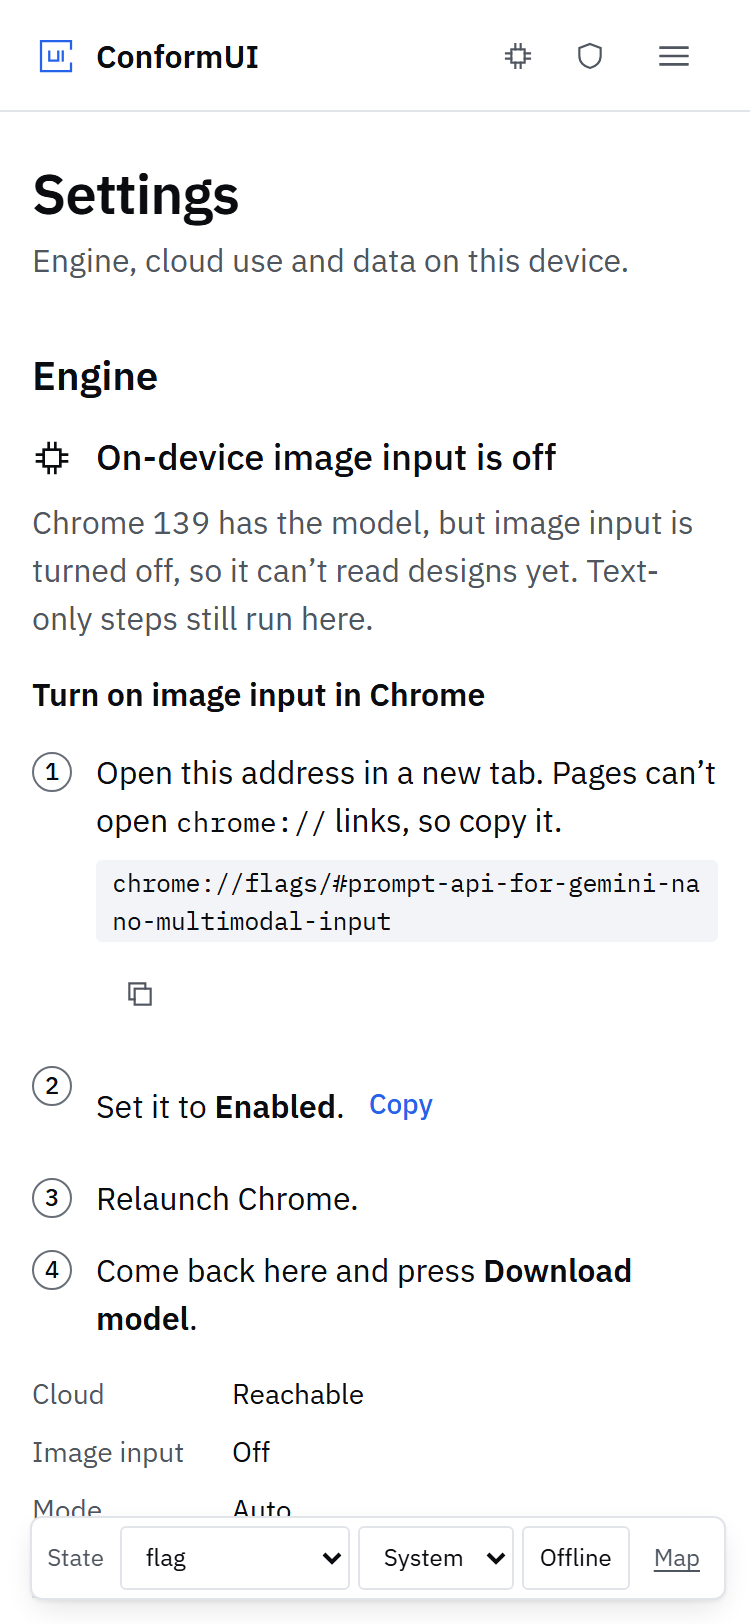 ConformUI
Settings
Engine, cloud use and data on this device.
Engine
On-device image input is off
Chrome 139 has the model, but image input is
turned off, so it can’t read designs yet. Text-
only steps still run here.
Turn on image input in Chrome
1 Open this address in a new tab. Pages can’t
open chrome:// links, so copy it.
chrome://flags/#prompt-api-for-gemini-na
no-multimodal-input
2 Set it to Enabled. Copy
3 Relaunch Chrome.
4 Come back here and press Download
model.
Cloud Reachable
Image input Off
Mode Auto
State flag System Offline Map